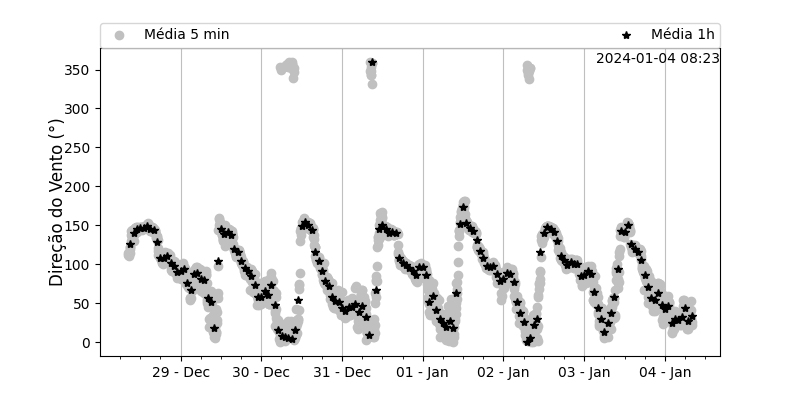 Média 5 min
Média 1h
2024-01-04 08:23
Direção do Vento (°)
350
300
250
200
150
100
50
0
29 - Dec
30 - Dec
31 - Dec
01 - Jan
02 - Jan
03 - Jan
04 - Jan